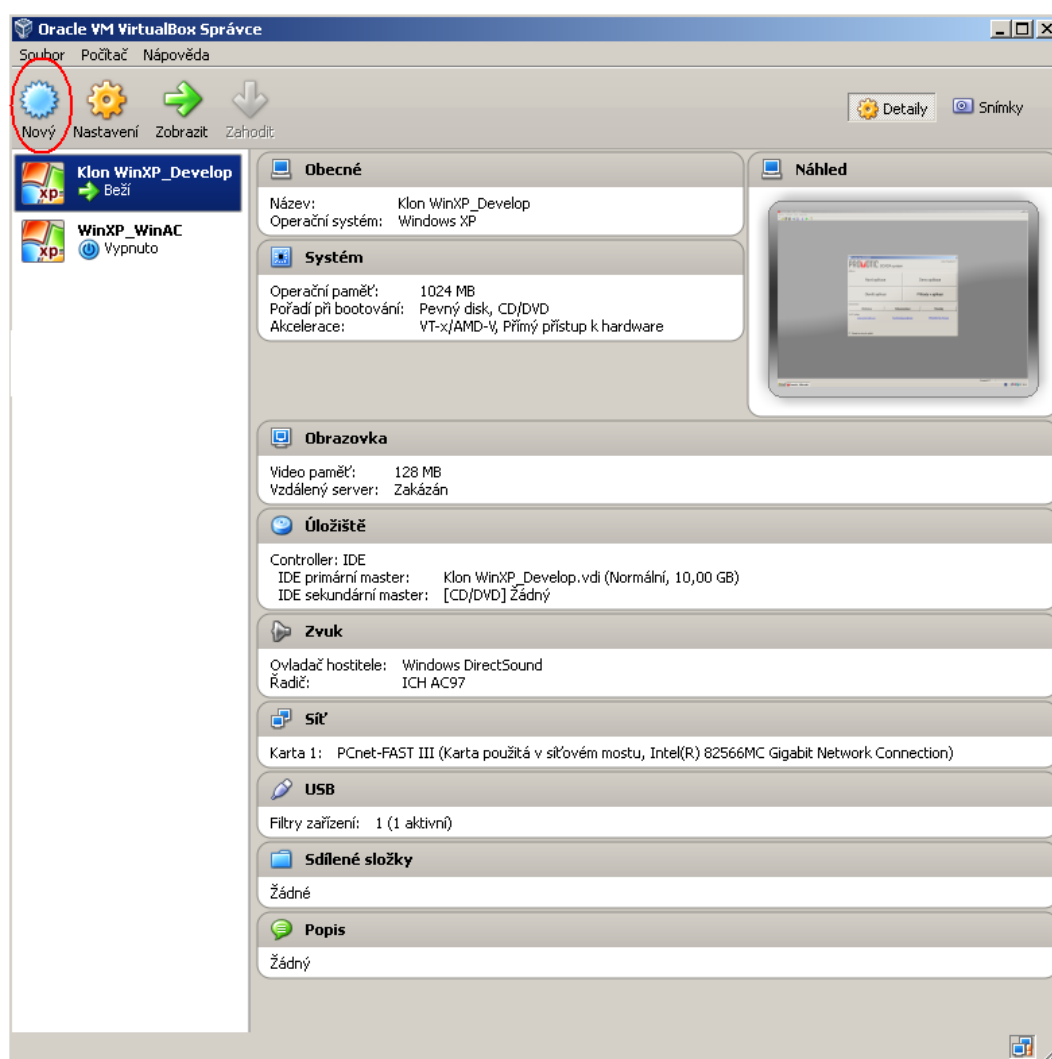 Oracle VM VirtualBox Správce
Soubor Počítač Nápověda
Nový Nastavení Zobrazit Zahodit
Detaily Snímky
Klon WinXP_Develop
Beží
WinXP_WinAC
Vypnuto
Obecné
Název: Klon WinXP_Develop
Operační systém: Windows XP
Systém
Operační paměť: 1024 MB
Pořadí při bootování: Pevný disk, CD/DVD
Akcelerace: VT-x/AMD-V, Přímý přístup k hardware
Náhled
PROMOTIC
Obrazovka
Video paměť: 128 MB
Vzdálený server: Zakázán
Úložiště
Controller: IDE
IDE primární master: Klon WinXP_Develop.vdi (Normální, 10,00 GB)
IDE sekundární master: [CD/DVD] Žádný
Zvuk
Ovladač hostitele: Windows DirectSound
Řadič: ICH AC97
Síť
Karta 1: PCnet-FAST III (Karta použitá v síťovém mostu, Intel(R) 82566MC Gigabit Network Connection)
USB
Filtry zařízení: 1 (1 aktivní)
Sdílené složky
Žádné
Popis
Žádný